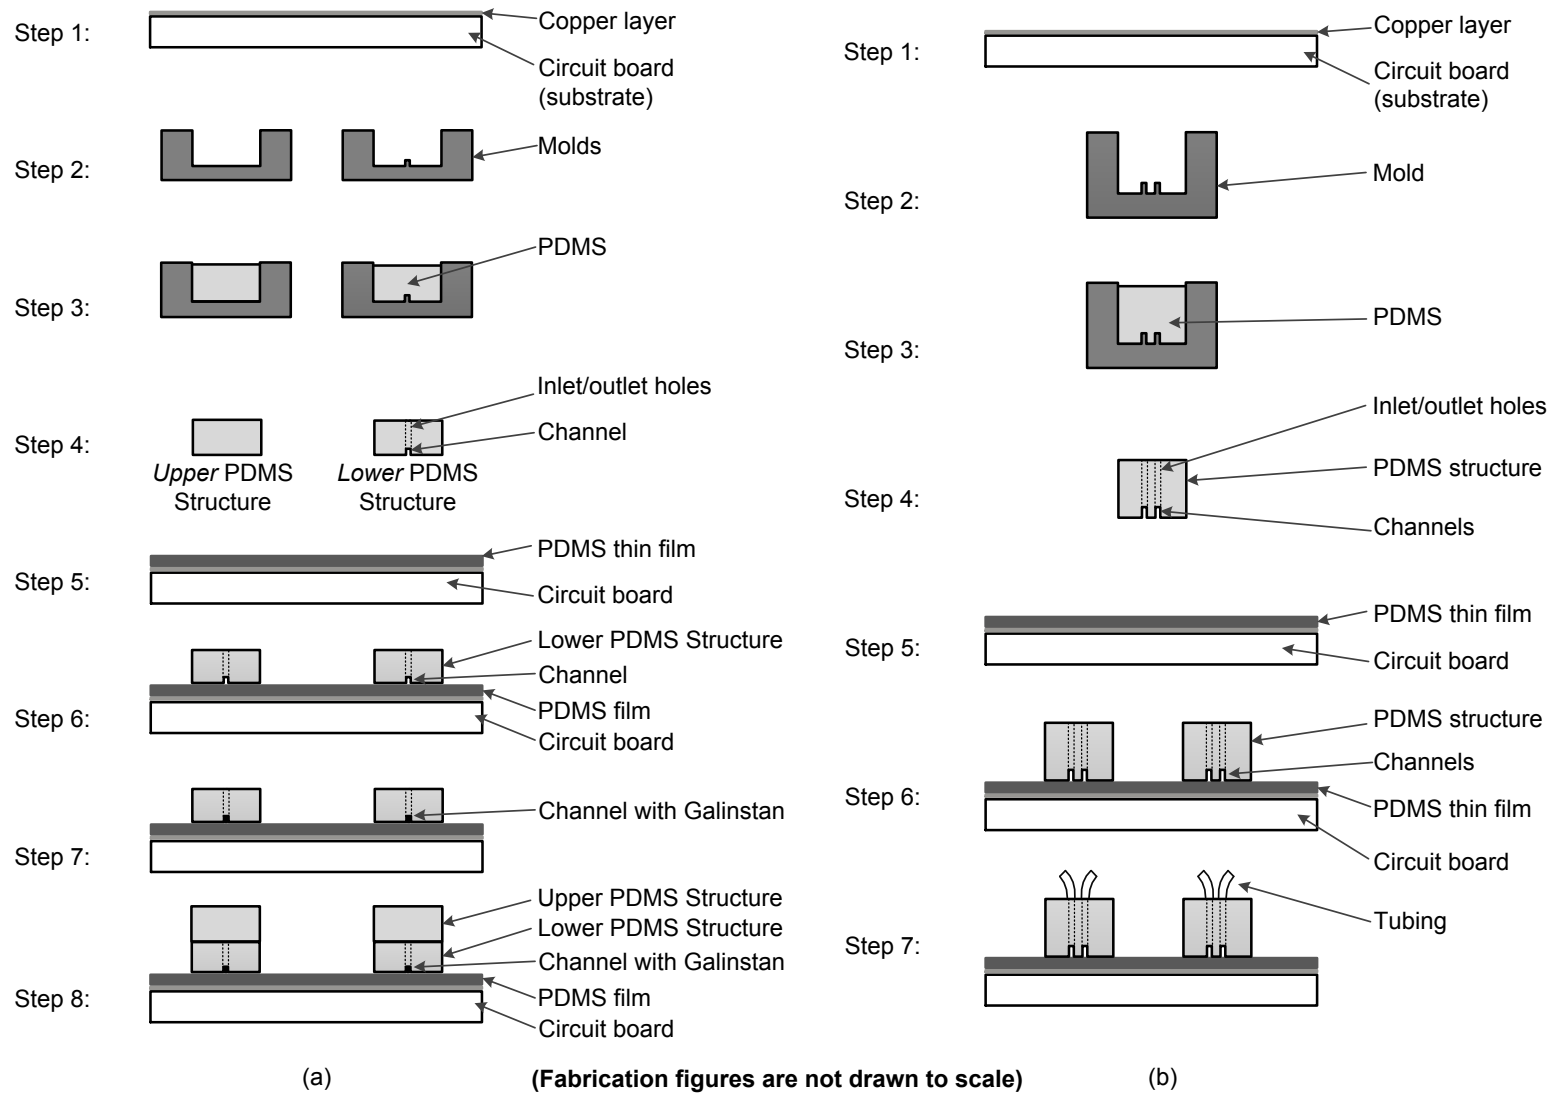 Step 1:
Copper layer
Circuit board
(substrate)
Step 2:
Molds
Step 3:
PDMS
Step 4:
Inlet/outlet holes
Channel
Upper PDMS
Structure
Lower PDMS
Structure
Step 5:
PDMS thin film
Circuit board
Step 6:
Lower PDMS Structure
Channel
PDMS film
Circuit board
Step 7:
Channel with Galinstan
Step 8:
Upper PDMS Structure
Lower PDMS Structure
Channel with Galinstan
PDMS film
Circuit board
(a)
Step 1:
Copper layer
Circuit board
(substrate)
Step 2:
Mold
Step 3:
PDMS
Step 4:
Inlet/outlet holes
PDMS structure
Channels
Step 5:
PDMS thin film
Circuit board
Step 6:
PDMS structure
Channels
PDMS thin film
Circuit board
Step 7:
Tubing
(b)
(Fabrication figures are not drawn to scale)